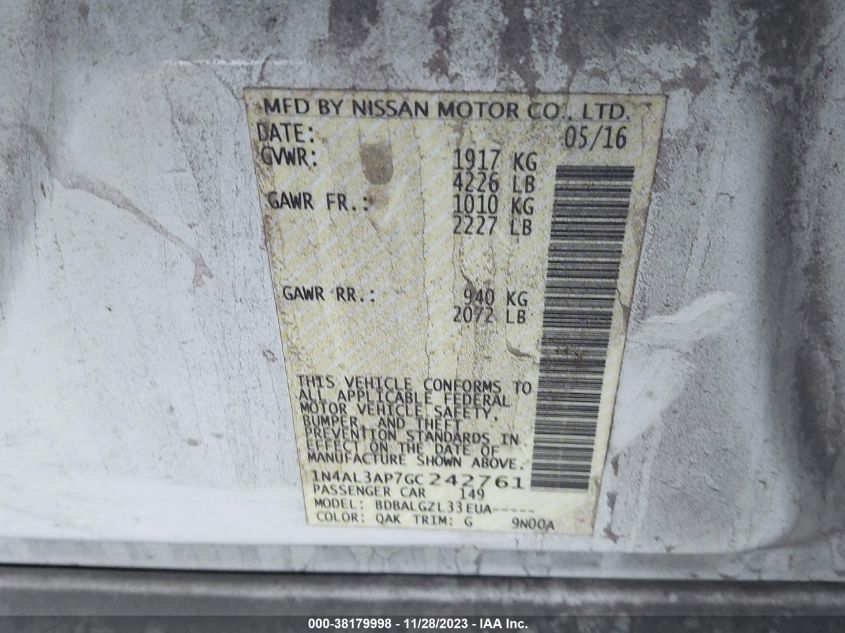 MFD BY NISSAN MOTOR CO., LTD.
DATE: 05/16
GVWR: 1917 KG
4226 LB
GAWR FR.: 1010 KG
2227 LB
GAWR RR.: 940 KG
2072 LB
THIS VEHICLE CONFORMS TO
ALL APPLICABLE FEDERAL
MOTOR VEHICLE SAFETY,
BUMPER, AND THEFT
PREVENTION STANDARDS IN
EFFECT ON THE DATE OF
MANUFACTURE SHOWN ABOVE.
1N4AL3AP7GC242761
PASSENGER CAR 149
MODEL: BDBALGZL33EUA-----
COLOR: QAK TRIM: G 9N00A
000-38179998 - 11/28/2023 - IAA Inc.